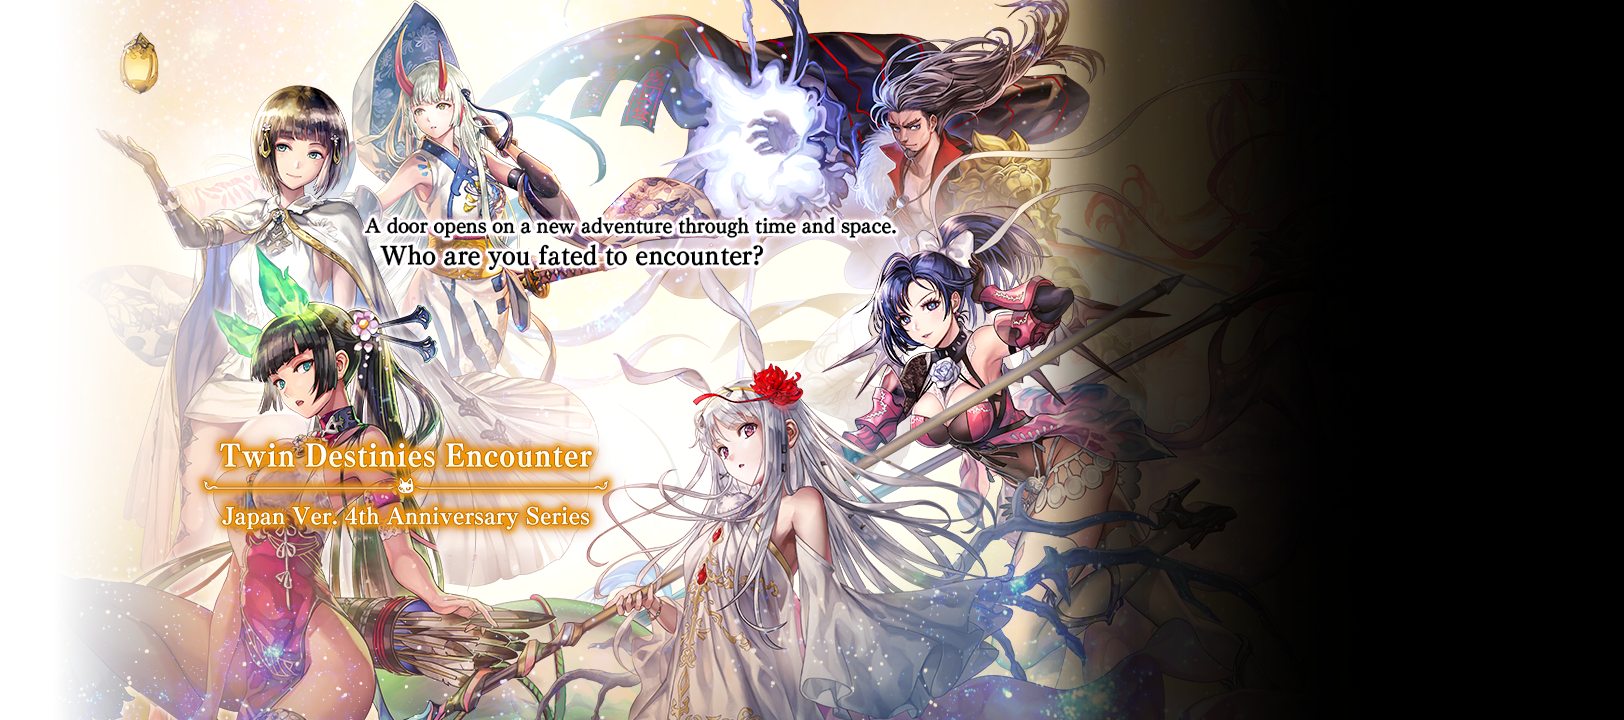 A door opens on a new adventure through time and space.
Who are you fated to encounter?
Twin Destinies Encounter
Japan Ver. 4th Anniversary Series